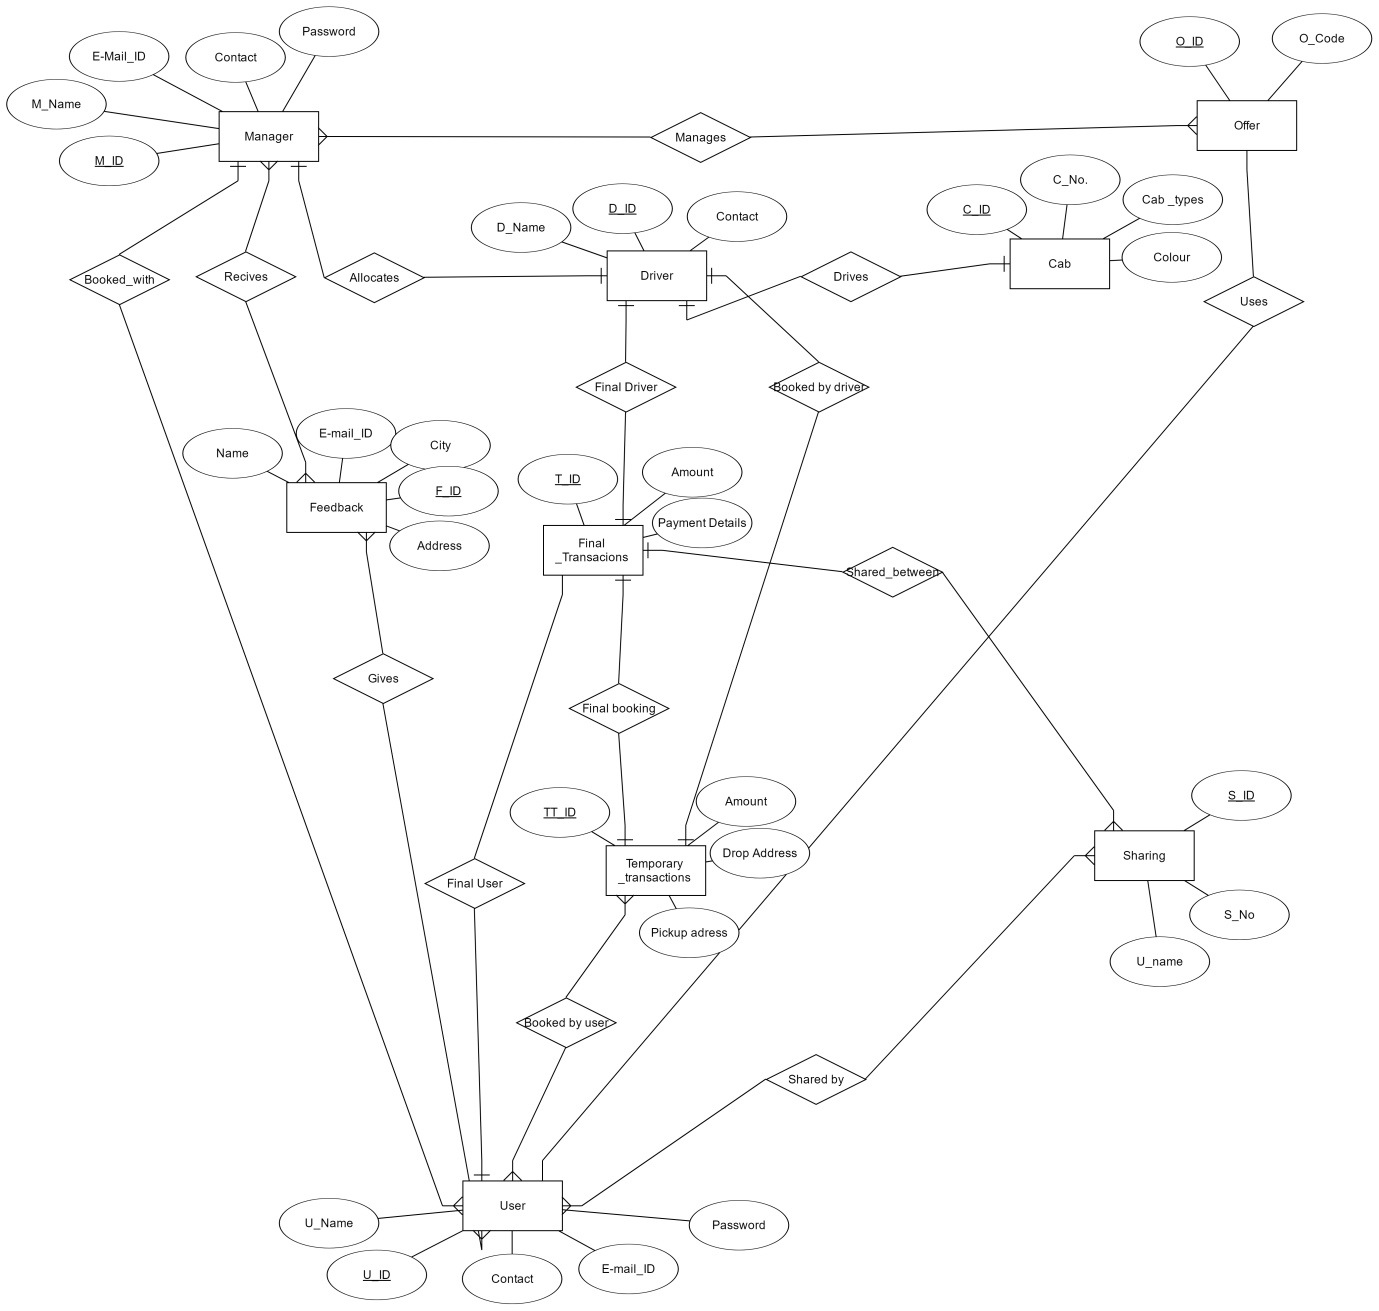 Password
O_ID
O_Code
E-Mail_ID
Contact
M_Name
Manager
Manages
Offer
M_ID
C_No.
C_ID
Cab _types
D_Name
D_ID
Contact
Cab
Colour
Booked_with
Recives
Allocates
Driver
Drives
Uses
Final Driver
Booked by driver
Name
E-mail_ID
City
F_ID
Feedback
Address
T_ID
Amount
Payment Details
Final
_Transacions
Shared_between
Gives
Final booking
TT_ID
Amount
S_ID
Drop Address
Temporary
_transactions
Sharing
Final User
Pickup adress
S_No
U_name
Booked by user
Shared by
User
U_Name
Password
U_ID
Contact
E-mail_ID